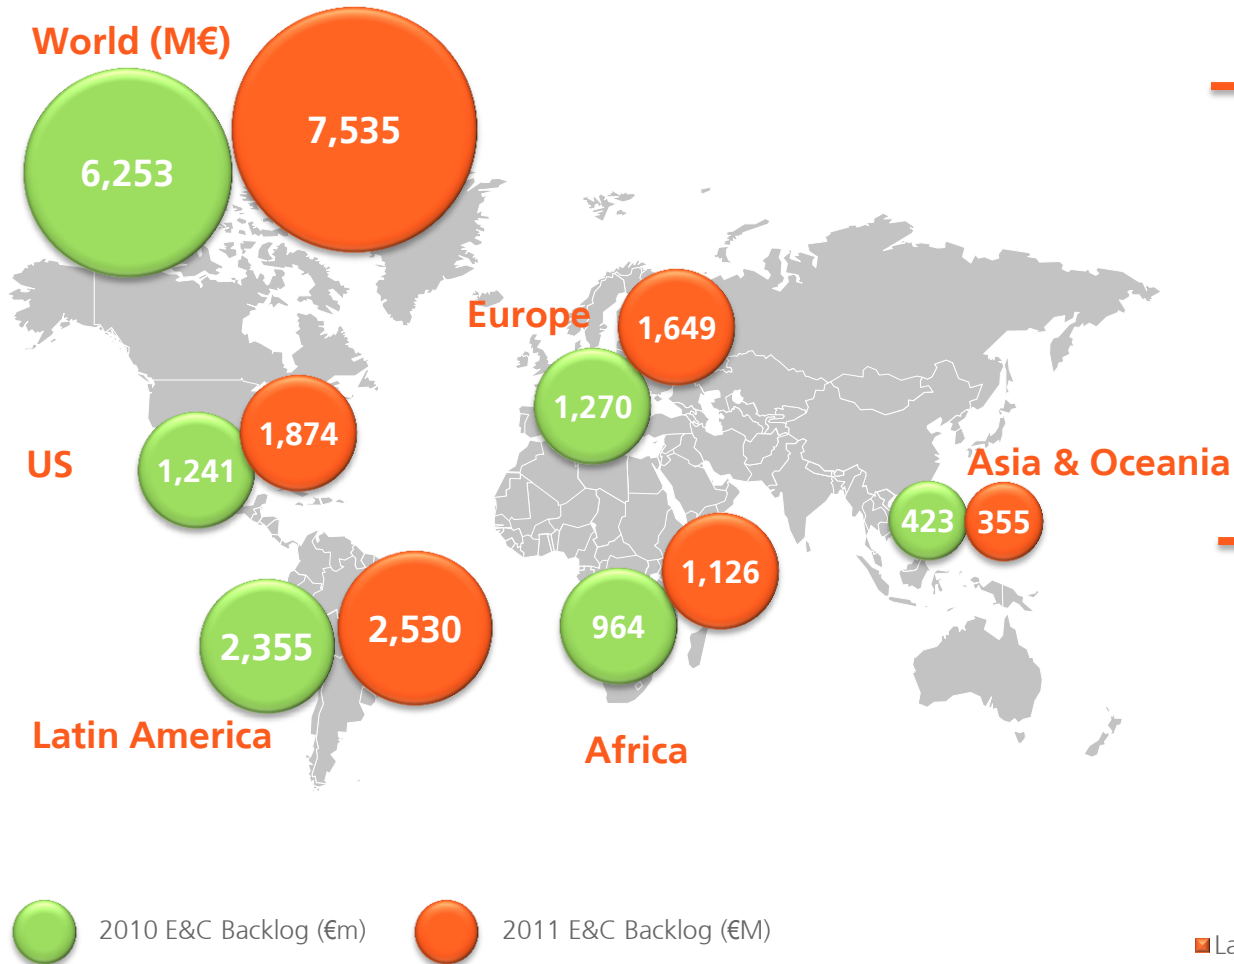 World (M€)
7,535
6,253
Europe
1,649
1,270
1,874
US
1,241
Asia & Oceania
423
355
1,126
964
2,355
2,530
Latin America
Africa
2010 E&C Backlog (€m)
2011 E&C Backlog (€M)
La